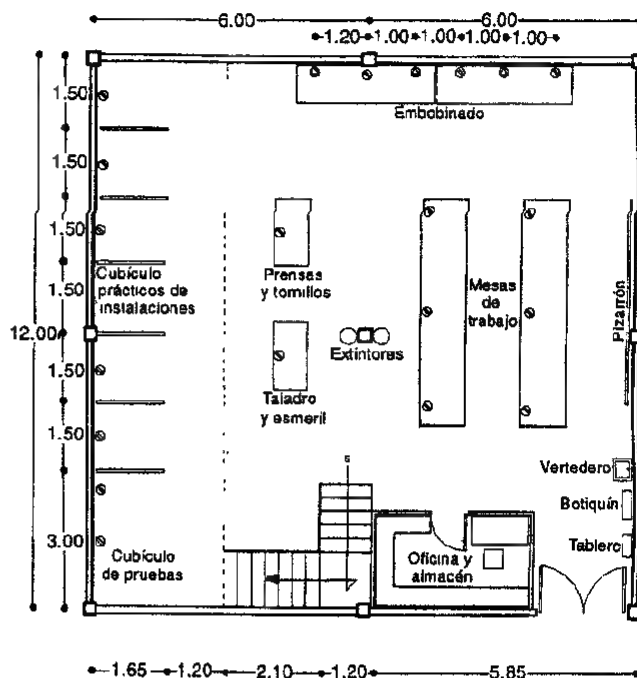 6.00 6.00
1.20 1.00 1.00 1.00 1.00
1.50
Embobinado
1.50
1.50
Prensas
y tornillos
Cubículo
prácticos de
instalaciones
1.50
Mesas
de
trabajo
Pizarrón
12.00
Extintores
1.50
Taladro
y esmeril
1.50
s
Vertedero
Botiquín
3.00
Cubículo
de pruebas
Oficina y
almacén
Tablero
1.65 1.20 2.10 1.20 5.85